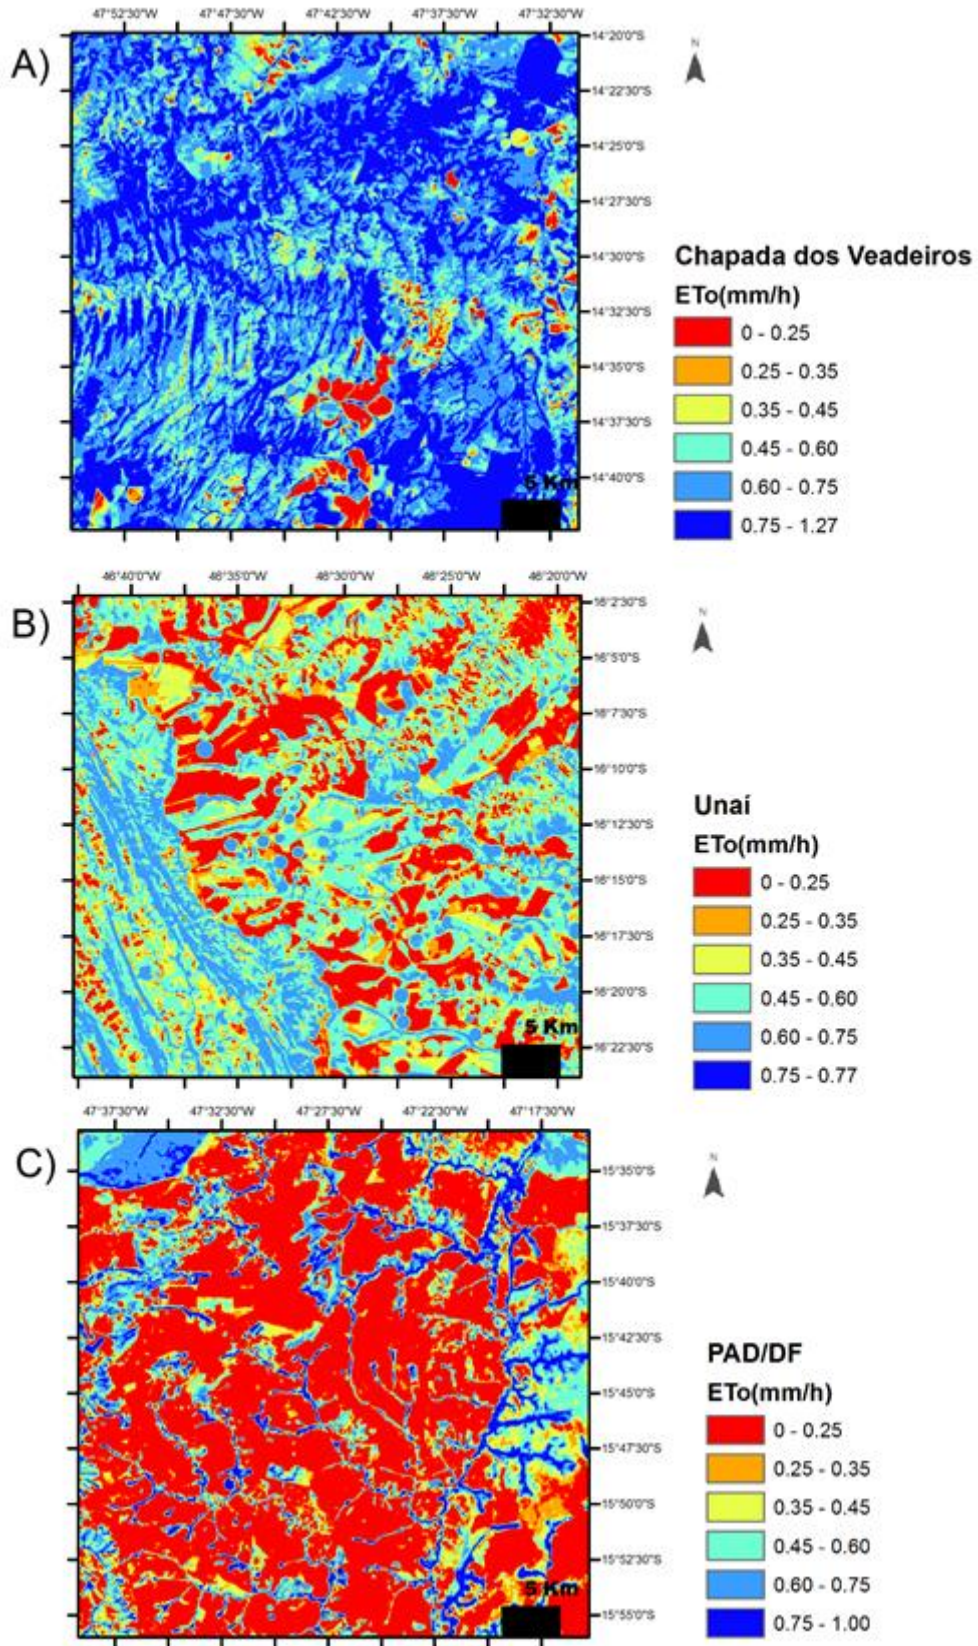 47°52'30"W 47°47'30"W 47°42'30"W 47°37'30"W 47°32'30"W
A)
N
14°20'0"S
14°22'30"S
14°25'0"S
14°27'30"S
14°30'0"S
14°32'30"S
14°35'0"S
14°37'30"S
14°40'0"S
5 Km
Chapada dos Veadeiros
ETo(mm/h)
0 - 0.25
0.25 - 0.35
0.35 - 0.45
0.45 - 0.60
0.60 - 0.75
0.75 - 1.27
46°40'0"W 46°35'0"W 46°30'0"W 46°25'0"W 46°20'0"W
B)
N
16°2'30"S
16°5'0"S
16°7'30"S
16°10'0"S
16°12'30"S
16°15'0"S
16°17'30"S
16°20'0"S
16°22'30"S
5 Km
Unaí
ETo(mm/h)
0 - 0.25
0.25 - 0.35
0.35 - 0.45
0.45 - 0.60
0.60 - 0.75
0.75 - 0.77
47°37'30"W 47°32'30"W 47°27'30"W 47°22'30"W 47°17'30"W
C)
N
15°35'0"S
15°37'30"S
15°40'0"S
15°42'30"S
15°45'0"S
15°47'30"S
15°50'0"S
15°52'30"S
15°55'0"S
5 Km
PAD/DF
ETo(mm/h)
0 - 0.25
0.25 - 0.35
0.35 - 0.45
0.45 - 0.60
0.60 - 0.75
0.75 - 1.00